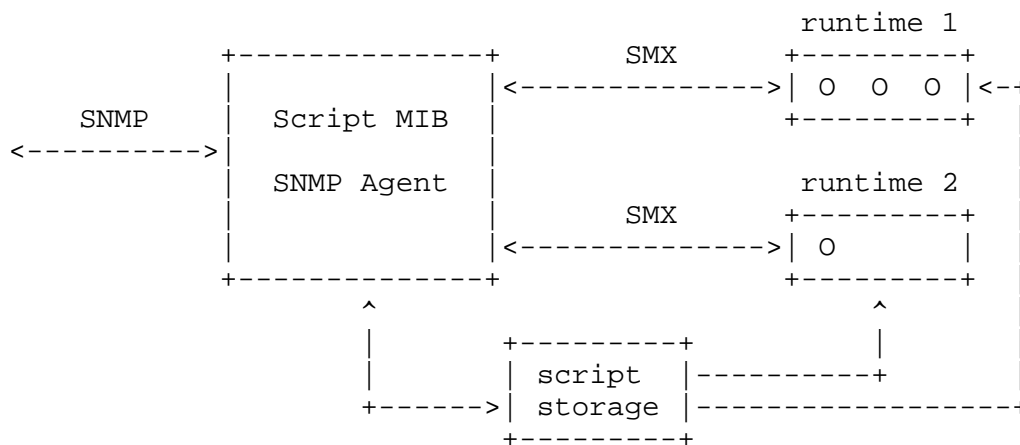 runtime 1
SMX
O O O
SNMP
Script MIB
SNMP Agent
runtime 2
SMX
O
script
storage